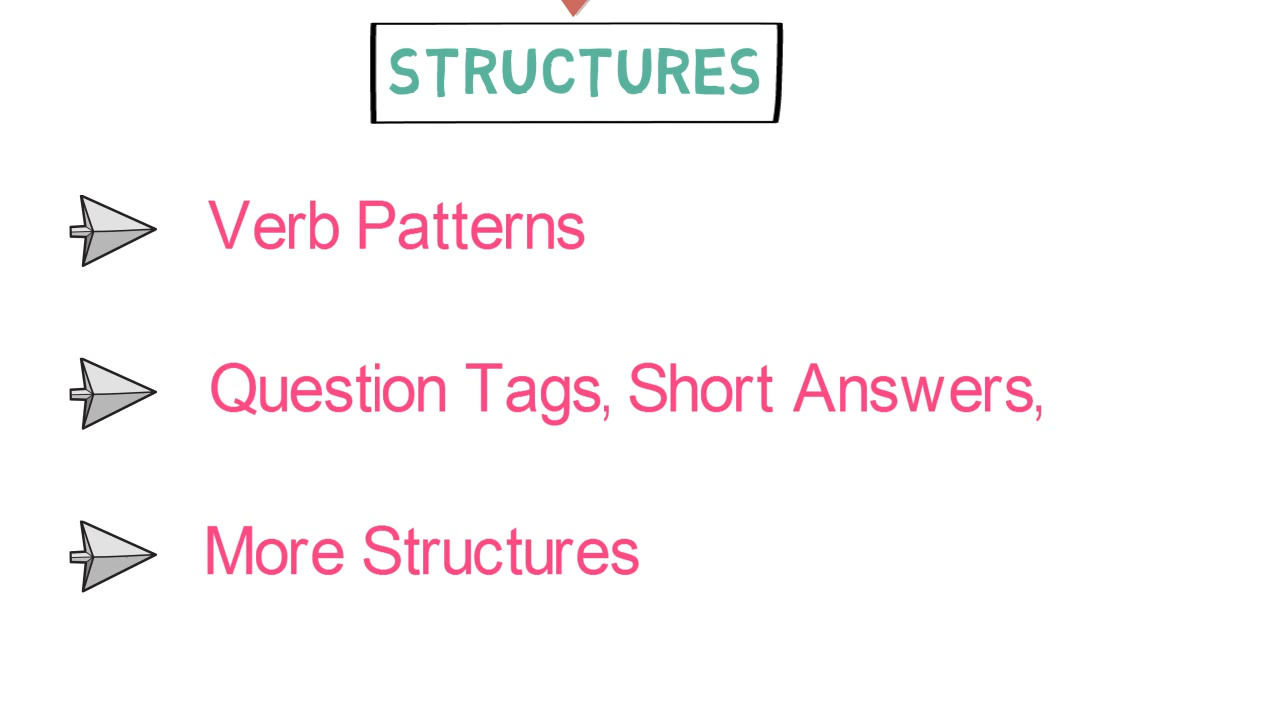 STRUCTURES
Verb Patterns
Question Tags, Short Answers,
More Structures